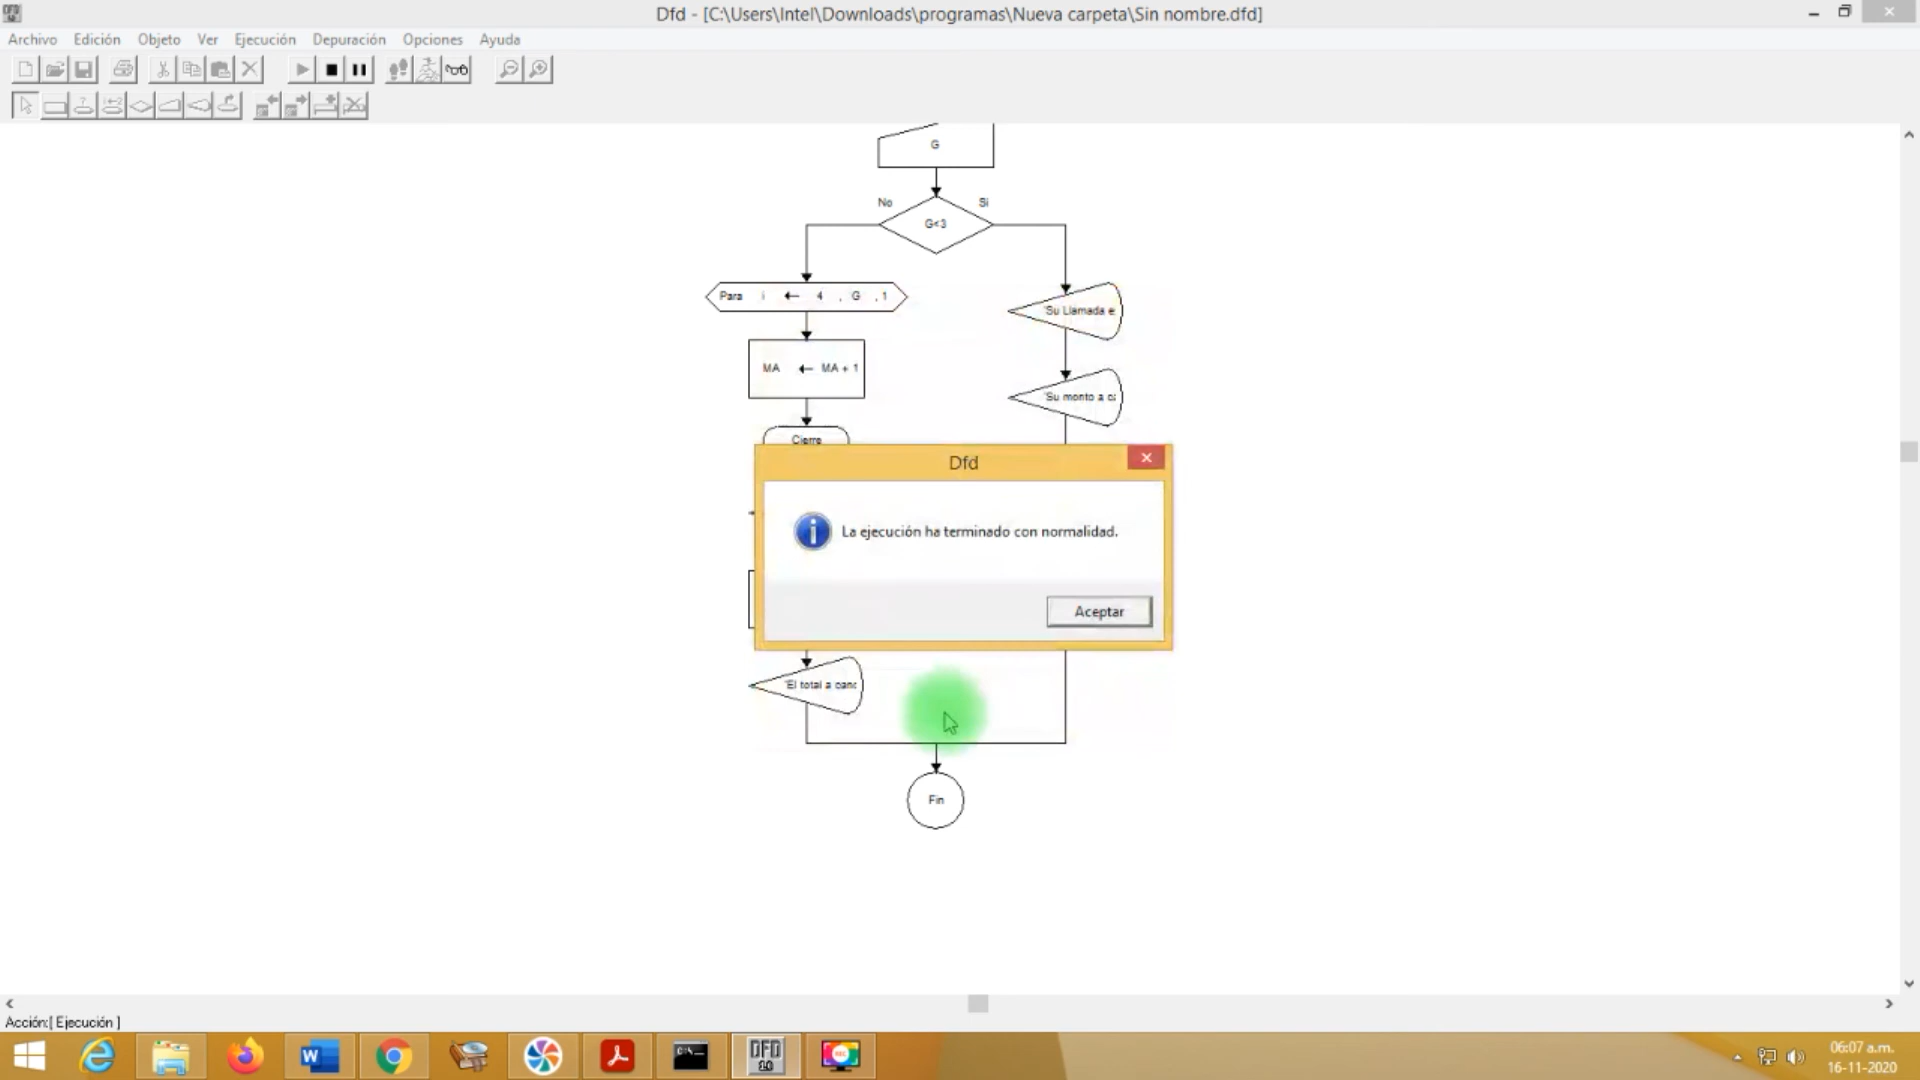 Dfd - [C:\Users\Intel\Downloads\programas\Nueva carpeta\Sin nombre.dfd]
Archivo Edición Objeto Ver Ejecución Depuración Opciones Ayuda
G
No Si
G<3
Para i ← 4 , G , 1
'Su Llamada e
MA ← MA + 1
'Su monto a c
Cierre
Dfd
La ejecución ha terminado con normalidad.
Aceptar
'El total a canc
Fin
Acción:[ Ejecución ]
06:07 a.m.
16-11-2020